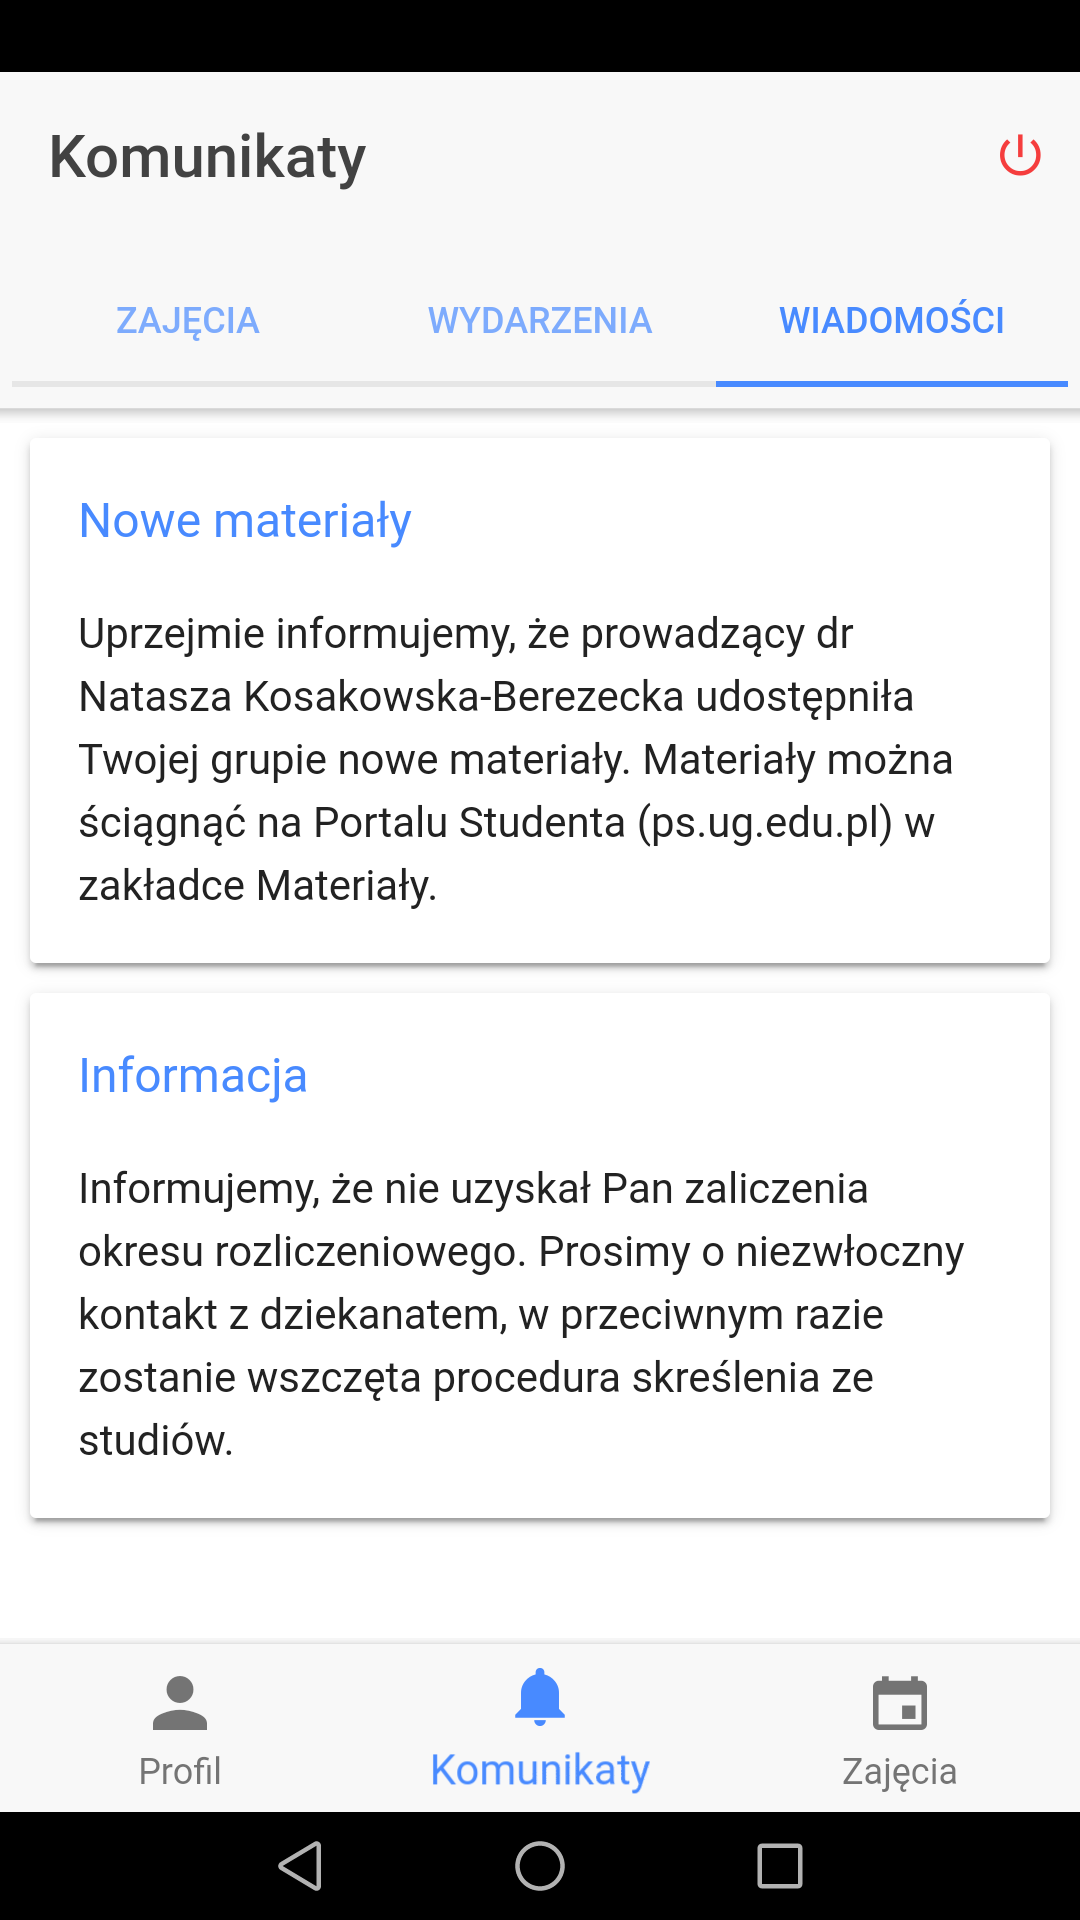 Komunikaty
ZAJĘCIA WYDARZENIA WIADOMOŚCI
Nowe materiały
Uprzejmie informujemy, że prowadzący dr
Natasza Kosakowska-Berezecka udostępniła
Twojej grupie nowe materiały. Materiały można
ściągnąć na Portalu Studenta (ps.ug.edu.pl) w
zakładce Materiały.
Informacja
Informujemy, że nie uzyskał Pan zaliczenia
okresu rozliczeniowego. Prosimy o niezwłoczny
kontakt z dziekanatem, w przeciwnym razie
zostanie wszczęta procedura skreślenia ze
studiów.
Profil Komunikaty Zajęcia